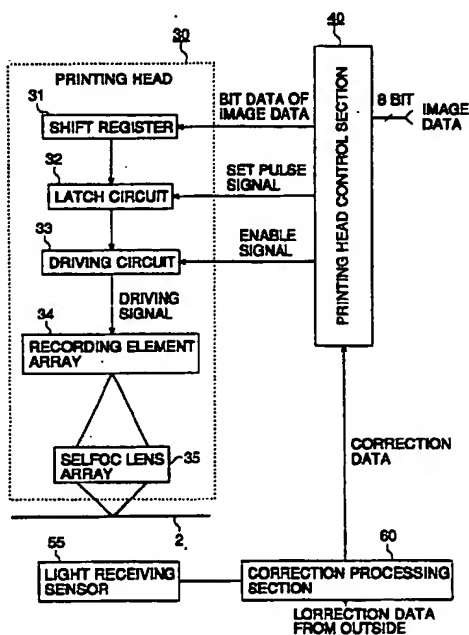 30
PRINTING HEAD
31
SHIFT REGISTER
32
LATCH CIRCUIT
33
DRIVING CIRCUIT
DRIVING
SIGNAL
34
RECORDING ELEMENT
ARRAY
SELFOC LENS
ARRAY
35
2
BIT DATA OF
IMAGE DATA
SET PULSE
SIGNAL
ENABLE
SIGNAL
40
PRINTING HEAD CONTROL SECTION
8 BIT
IMAGE
DATA
CORRECTION
DATA
55
LIGHT RECEIVING
SENSOR
60
CORRECTION PROCESSING
SECTION
LORRECTION DATA
FROM OUTSIDE